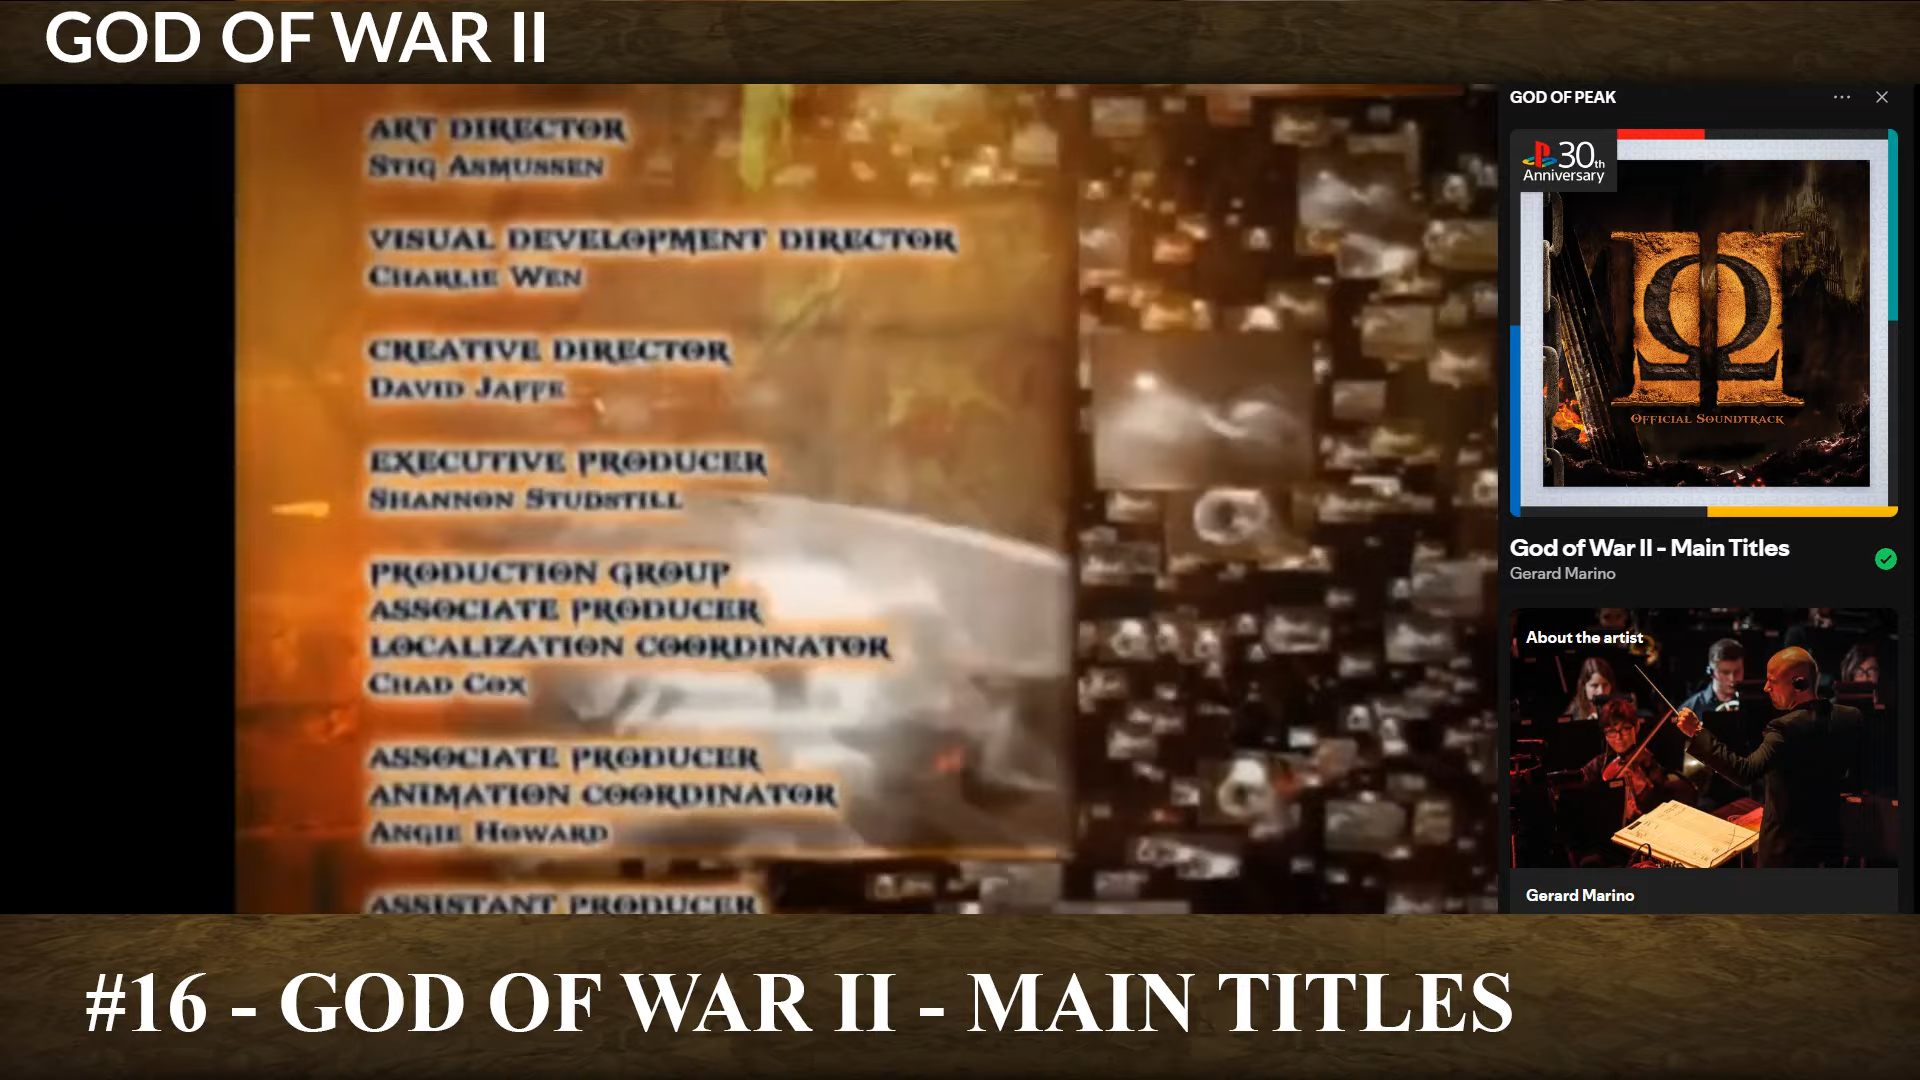 GOD OF WAR II
ART DIRECTOR
STIG ASMUSSEN
VISUAL DEVELOPMENT DIRECTOR
CHARLIE WEN
CREATIVE DIRECTOR
DAVID JAFFE
EXECUTIVE PRODUCER
SHANNON STUDSTILL
PRODUCTION GROUP
ASSOCIATE PRODUCER
LOCALIZATION COORDINATOR
CHAD COX
ASSOCIATE PRODUCER
ANIMATION COORDINATOR
ANGIE HOWARD
ASSISTANT PRODUCER
GOD OF PEAK
30th
Anniversary
II
Ω
OFFICIAL SOUNDTRACK
God of War II - Main Titles
Gerard Marino
About the artist
Gerard Marino
#16 - GOD OF WAR II - MAIN TITLES